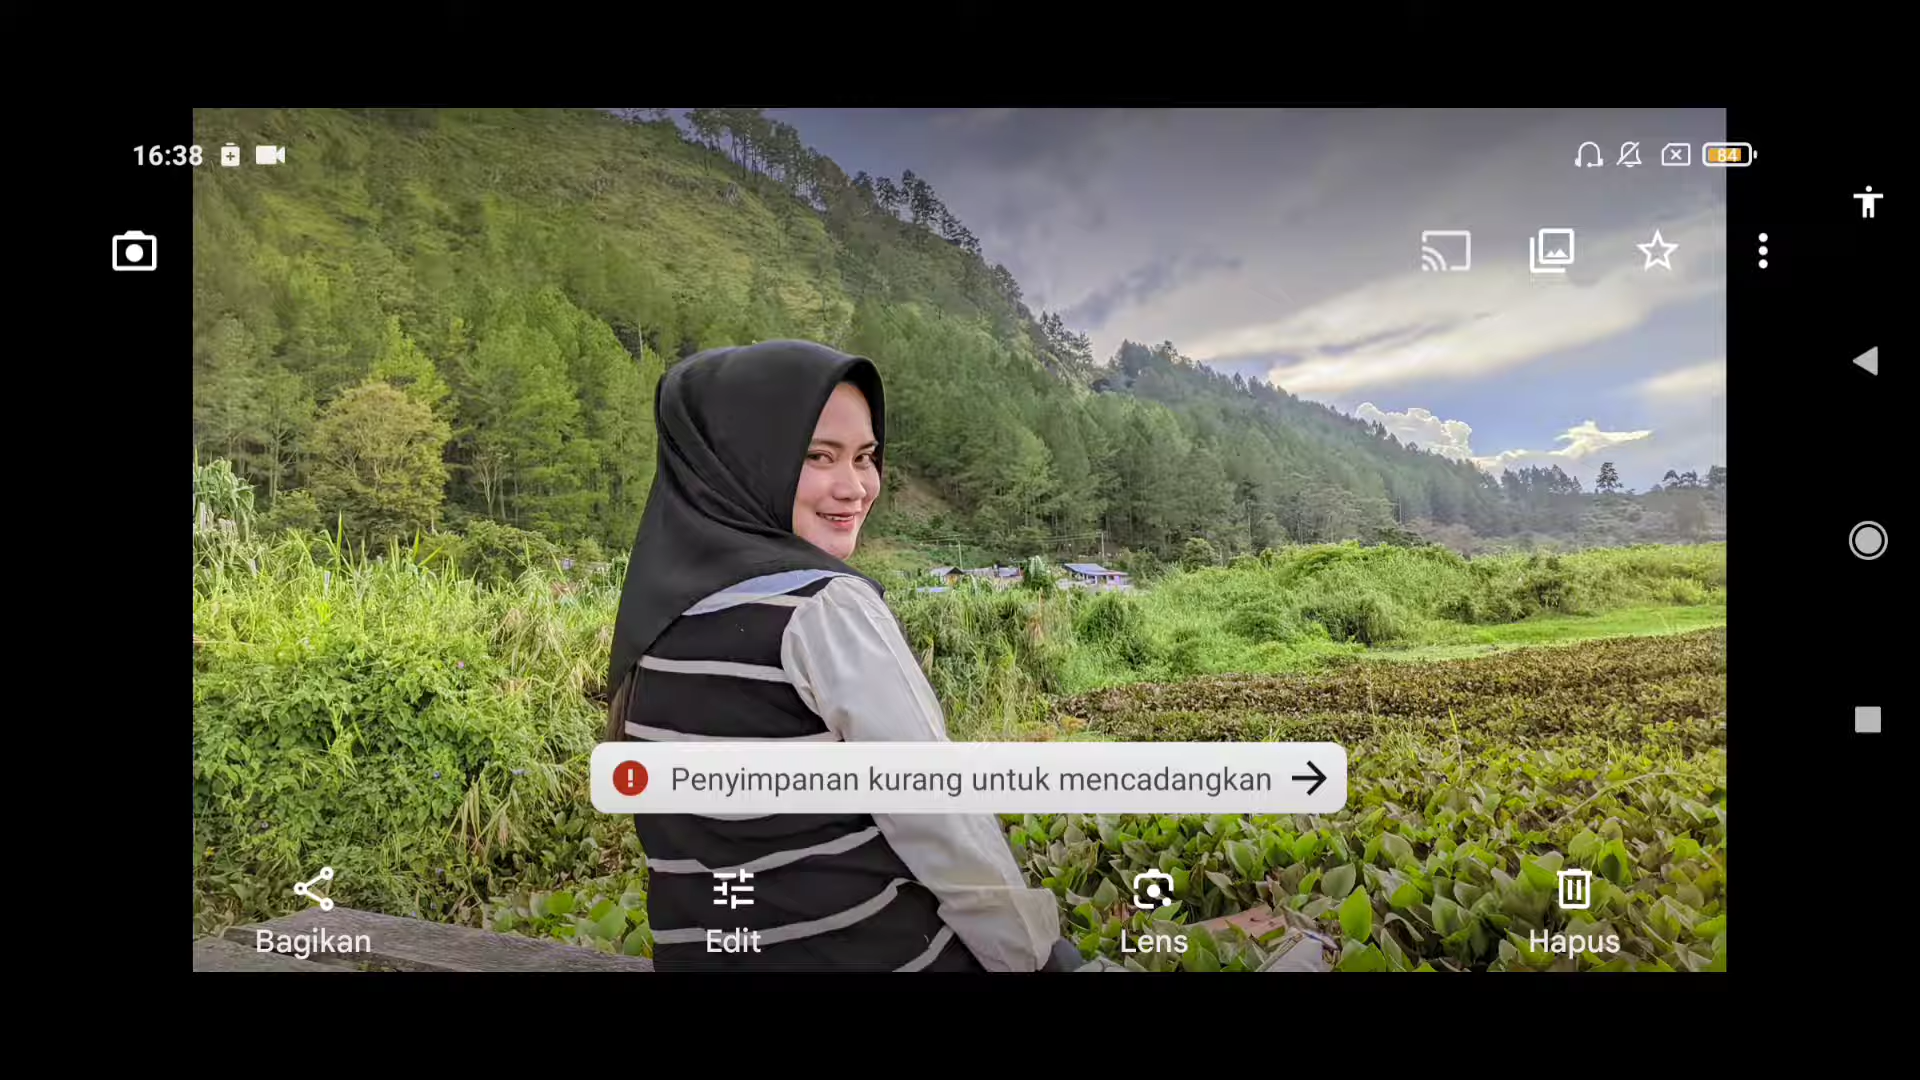 16:38
84
Penyimpanan kurang untuk mencadangkan
Bagikan
Edit
Lens
Hapus